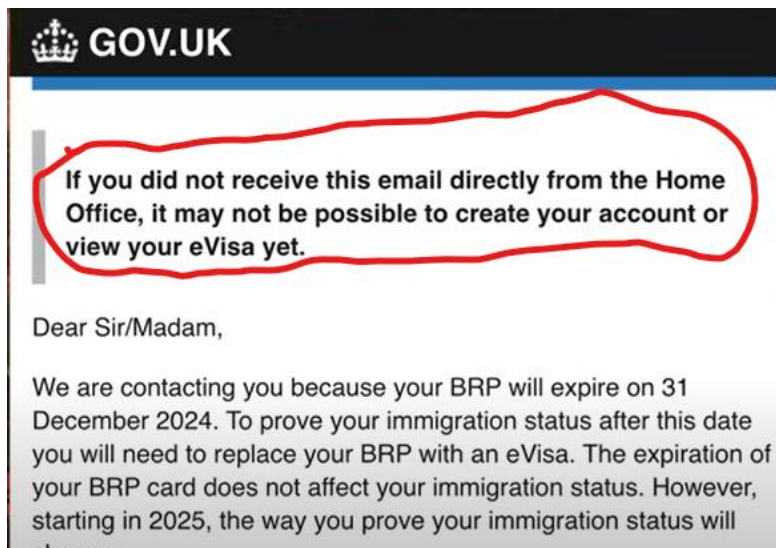 GOV.UK
If you did not receive this email directly from the Home
Office, it may not be possible to create your account or
view your eVisa yet.
Dear Sir/Madam,
We are contacting you because your BRP will expire on 31
December 2024. To prove your immigration status after this date
you will need to replace your BRP with an eVisa. The expiration of
your BRP card does not affect your immigration status. However,
starting in 2025, the way you prove your immigration status will